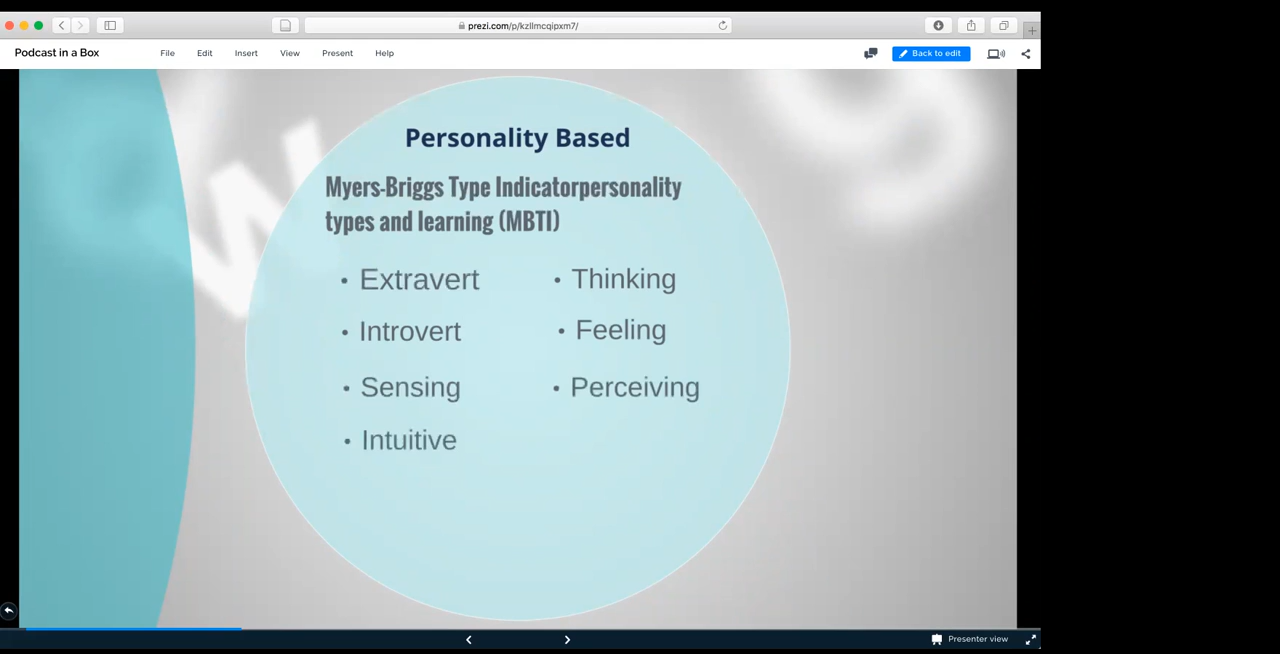 prezi.com/p/kzllmcqipxm7/
Podcast in a Box
File Edit Insert View Present Help
Back to edit
W
S
Personality Based
Myers-Briggs Type Indicatorpersonality
types and learning (MBTI)
• Extravert
• Introvert
• Sensing
• Intuitive
• Thinking
• Feeling
• Perceiving
Presenter view